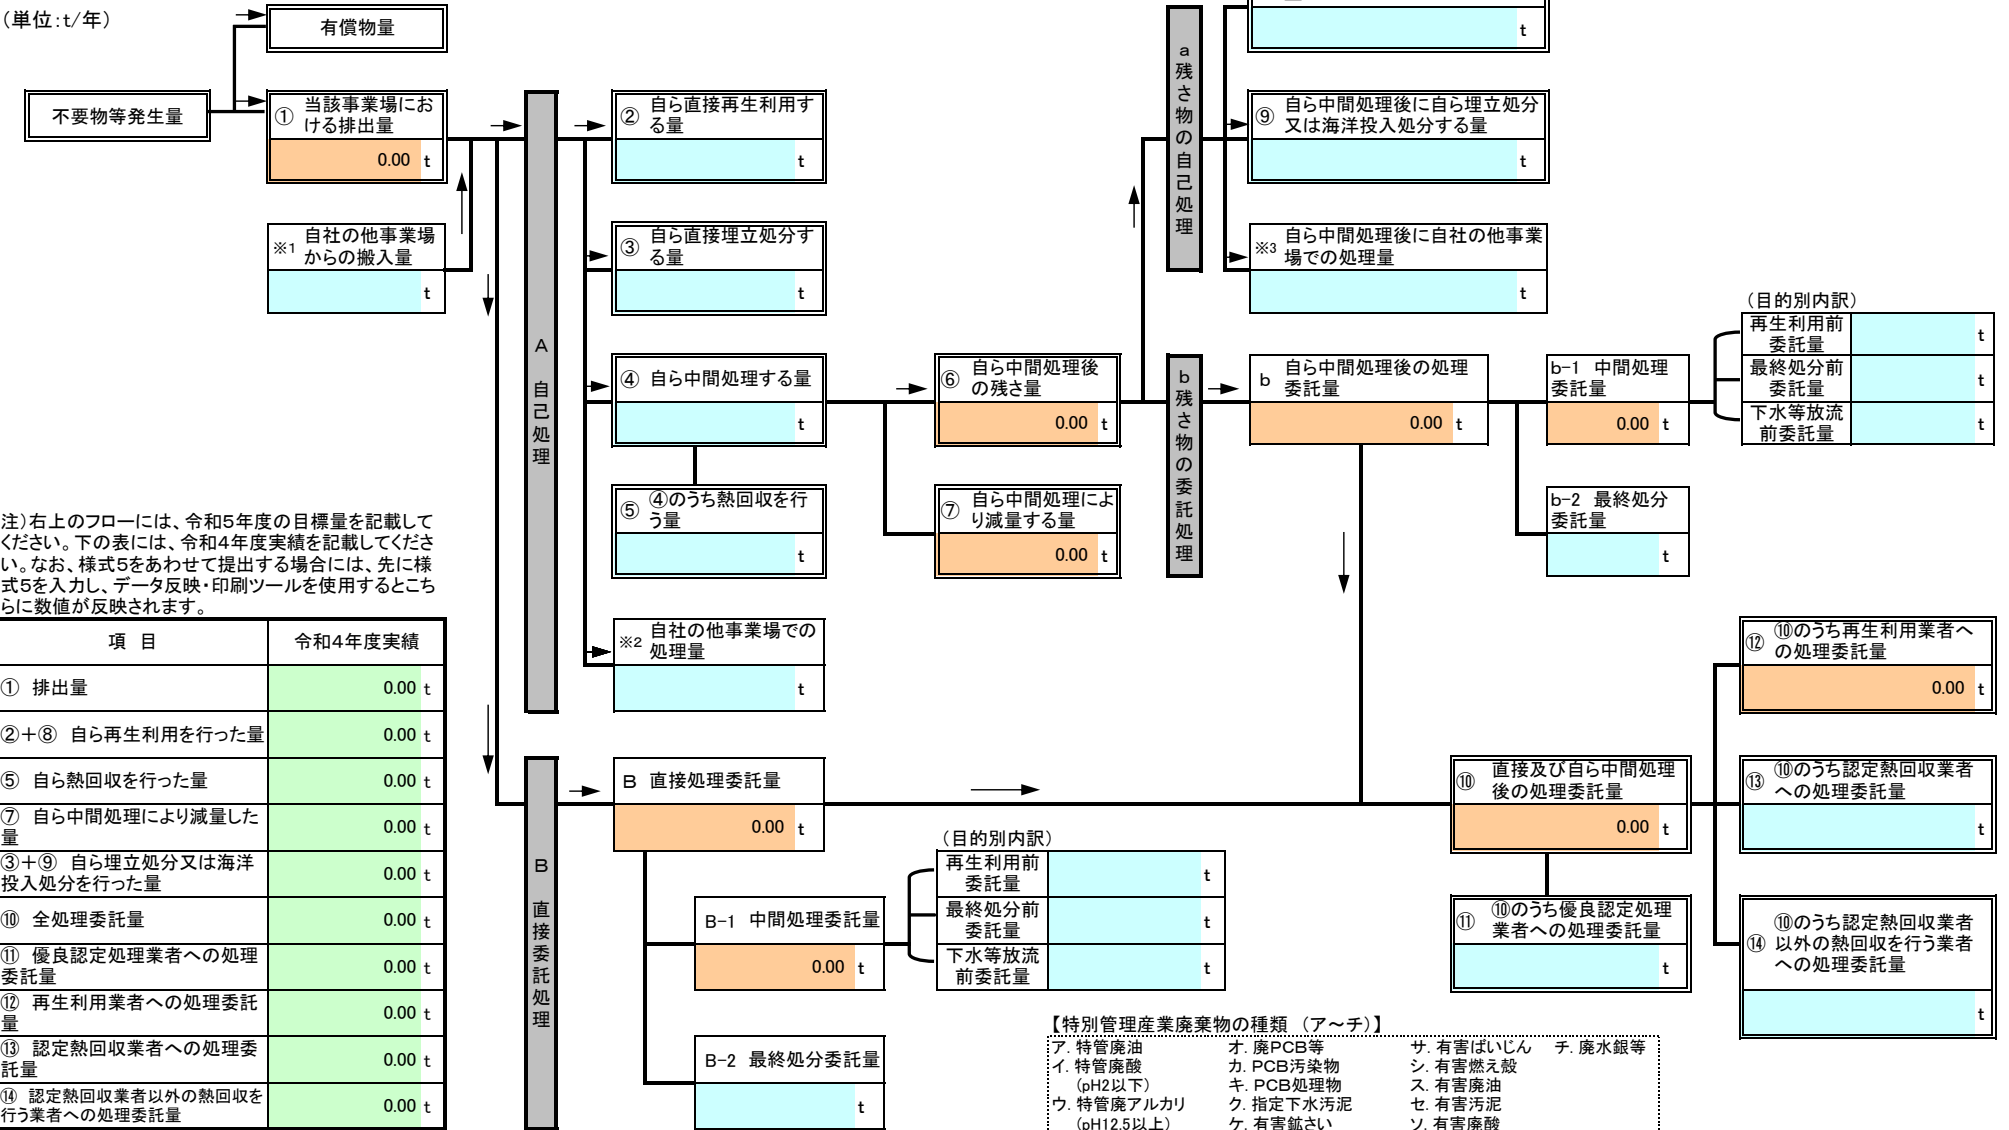 (単位:t/年)
有償物量
t
不要物等発生量
① 当該事業場にお
ける排出量
0.00 t
※1 自社の他事業場
からの搬入量
t
A 自己処理
② 自ら直接再生利用す
る量
t
③ 自ら直接埋立処分す
る量
t
④ 自ら中間処理する量
t
⑤ ④のうち熱回収を行
う量
t
※2 自社の他事業場での
処理量
t
⑥ 自ら中間処理後
の残さ量
0.00 t
⑦ 自ら中間処理によ
り減量する量
0.00 t
a残さ物の自己処理
⑨ 自ら中間処理後に自ら埋立処分
又は海洋投入処分する量
t
※3 自ら中間処理後に自社の他事業
場での処理量
t
b残さ物の委託処理
b 自ら中間処理後の処理
委託量
0.00 t
b-1 中間処理
委託量
0.00 t
b-2 最終処分
委託量
t
(目的別内訳)
再生利用前
委託量
t
最終処分前
委託量
t
下水等放流
前委託量
t
注)右上のフローには、令和5年度の目標量を記載して
ください。下の表には、令和4年度実績を記載してくださ
い。なお、様式5をあわせて提出する場合には、先に様
式5を入力し、データ反映・印刷ツールを使用するとこち
らに数値が反映されます。
項 目 令和4年度実績
① 排出量 0.00 t
②+⑧ 自ら再生利用を行った量 0.00 t
⑤ 自ら熱回収を行った量 0.00 t
⑦ 自ら中間処理により減量した
量 0.00 t
③+⑨ 自ら埋立処分又は海洋
投入処分を行った量 0.00 t
⑩ 全処理委託量 0.00 t
⑪ 優良認定処理業者への処理
委託量 0.00 t
⑫ 再生利用業者への処理委託
量 0.00 t
⑬ 認定熱回収業者への処理委
託量 0.00 t
⑭ 認定熱回収業者以外の熱回収を
行う業者への処理委託量 0.00 t
B 直接委託処理
B 直接処理委託量
0.00 t
B-1 中間処理委託量
0.00 t
B-2 最終処分委託量
t
(目的別内訳)
再生利用前
委託量
t
最終処分前
委託量
t
下水等放流
前委託量
t
⑩ 直接及び自ら中間処理
後の処理委託量
0.00 t
⑪ ⑩のうち優良認定処理
業者への処理委託量
t
⑫ ⑩のうち再生利用業者へ
の処理委託量
0.00 t
⑬ ⑩のうち認定熱回収業者
への処理委託量
t
⑭ ⑩のうち認定熱回収業者
以外の熱回収を行う業者
への処理委託量
t
【特別管理産業廃棄物の種類 (ア~チ)】
ア. 特管廃油 オ. 廃PCB等 サ. 有害ばいじん チ. 廃水銀等
イ. 特管廃酸 カ. PCB汚染物 シ. 有害燃え殻
(pH2以下) キ. PCB処理物 ス. 有害廃油
ウ. 特管廃アルカリ ク. 指定下水汚泥 セ. 有害汚泥
(pH12.5以上) ケ. 有害鉱さい ソ. 有害廃酸